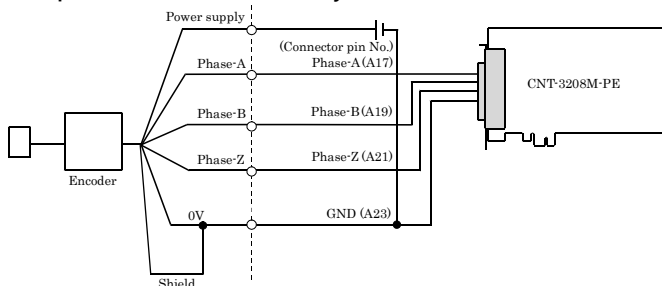 Power supply
(Connector pin No.)
Phase-A
Phase-A (A17)
CNT-3208M-PE
Phase-B
Phase-B (A19)
Phase-Z
Phase-Z (A21)
Encoder
0V
GND (A23)
Shield